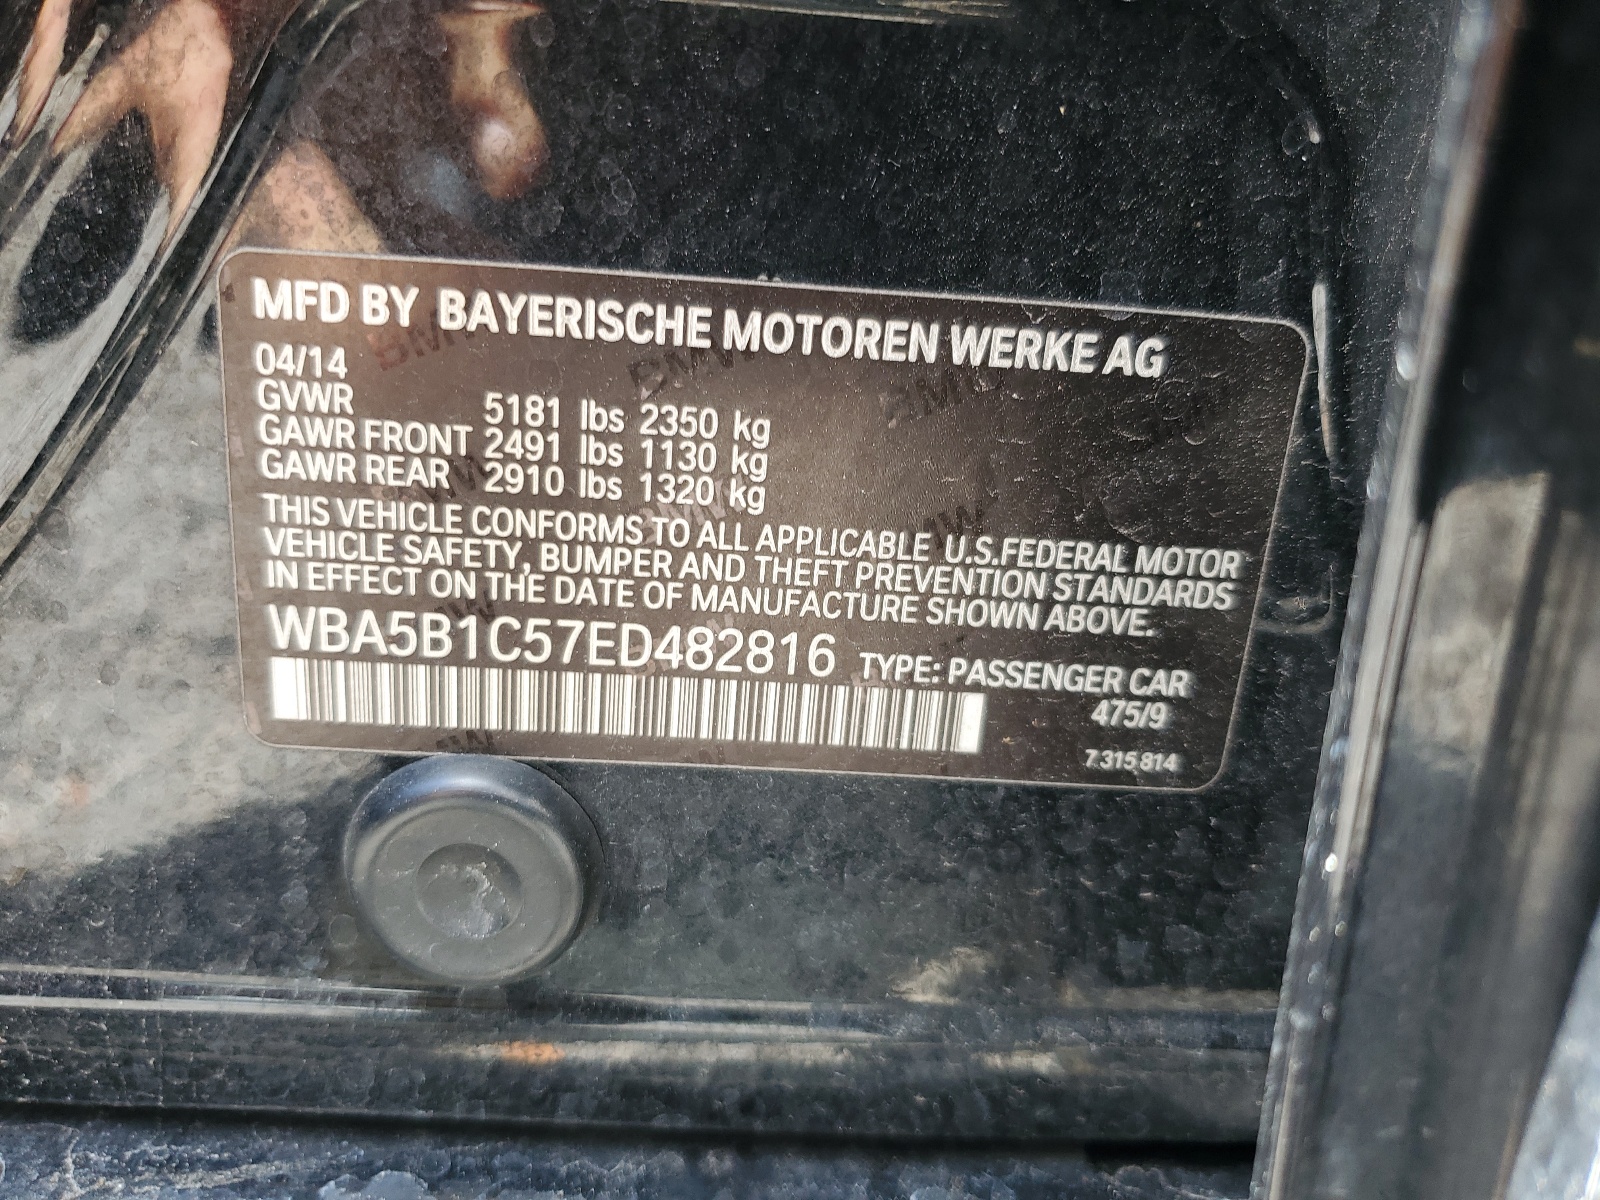 MFD BY BAYERISCHE MOTOREN WERKE AG
04/14
GVWR 5181 lbs 2350 kg
GAWR FRONT 2491 lbs 1130 kg
GAWR REAR 2910 lbs 1320 kg
THIS VEHICLE CONFORMS TO ALL APPLICABLE U.S.FEDERAL MOTOR
VEHICLE SAFETY, BUMPER AND THEFT PREVENTION STANDARDS
IN EFFECT ON THE DATE OF MANUFACTURE SHOWN ABOVE.
WBA5B1C57ED482816 TYPE: PASSENGER CAR
475/9
7.315 814